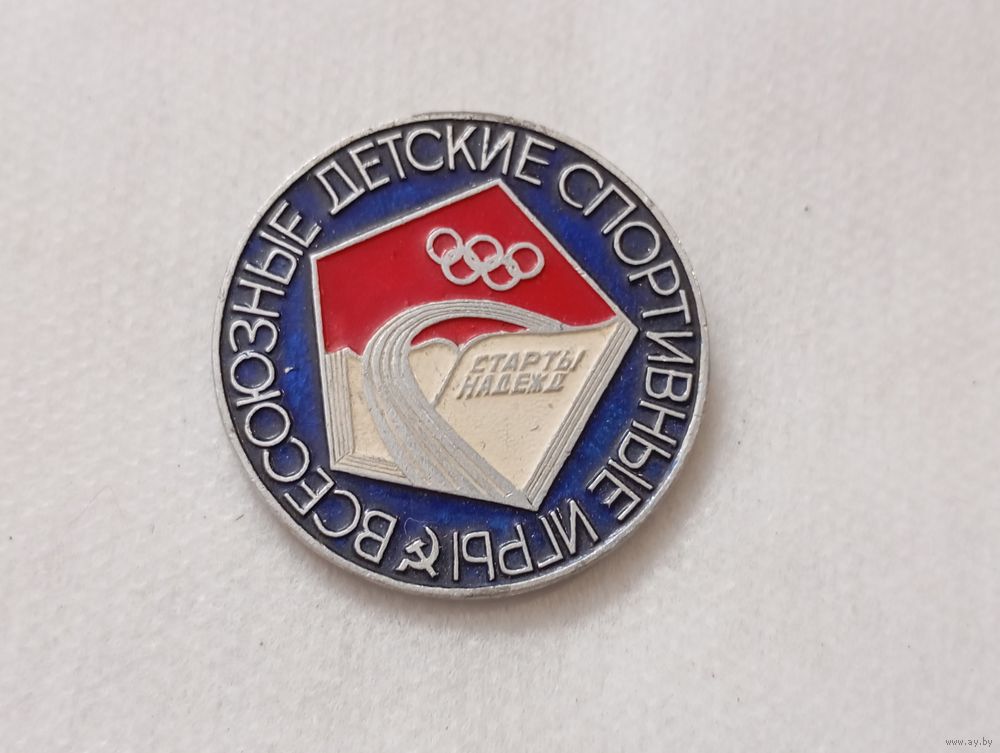 ВСЕСОЮЗНЫЕ ДЕТСКИЕ СПОРТИВНЫЕ ИГРЫ
СТАРТЫ
НАДЕЖД
www.ay.by